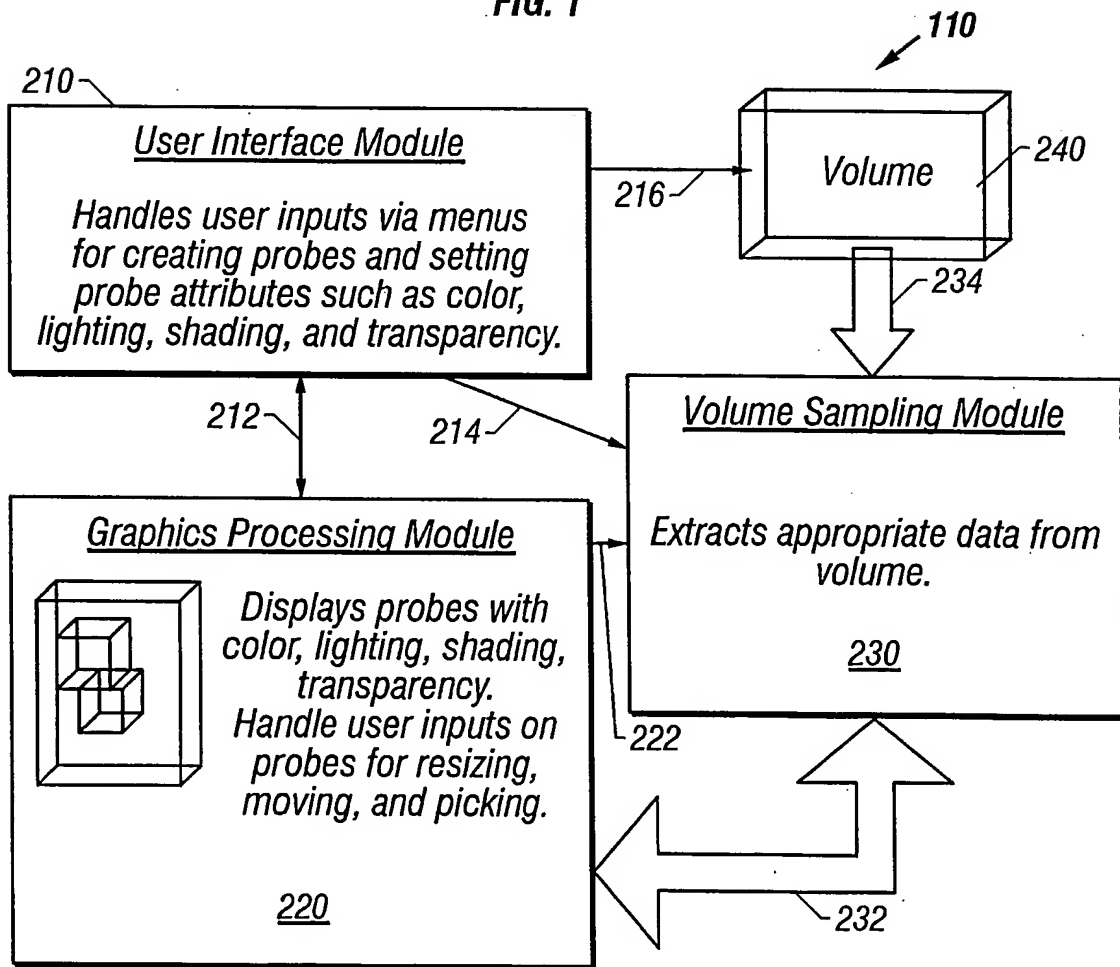 FIG. 1
110
210
User Interface Module
Handles user inputs via menus
for creating probes and setting
probe attributes such as color,
lighting, shading, and transparency.
216
Volume
240
234
212
214
Volume Sampling Module
Extracts appropriate data from
volume.
230
Graphics Processing Module
Displays probes with
color, lighting, shading,
transparency.
Handle user inputs on
probes for resizing,
moving, and picking.
220
222
232